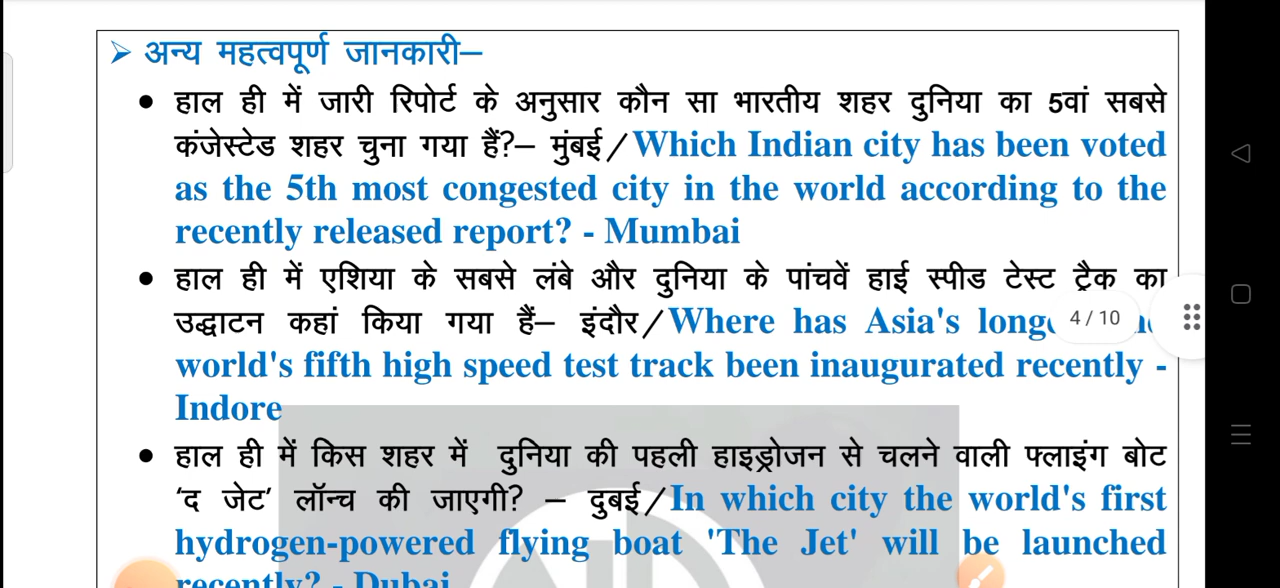 ➢ अन्य महत्वपूर्ण जानकारी–
• हाल ही में जारी रिपोर्ट के अनुसार कौन सा भारतीय शहर दुनिया का 5वां सबसे
कंजेस्टेड शहर चुना गया हैं?– मुंबई/Which Indian city has been voted
as the 5th most congested city in the world according to the
recently released report? - Mumbai
• हाल ही में एशिया के सबसे लंबे और दुनिया के पांचवें हाई स्पीड टेस्ट ट्रैक का
उद्घाटन कहां किया गया हैं– इंदौर/Where has Asia's
4 / 10
world's fifth high speed test track been inaugurated recently -
Indore
• हाल ही में किस शहर में दुनिया की पहली हाइड्रोजन से चलने वाली फ्लाइंग बोट
‘द जेट’ लॉन्च की जाएगी? – दुबई/In which city the world's first
hydrogen-powered flying boat 'The Jet' will be launched
recently? - Dubai